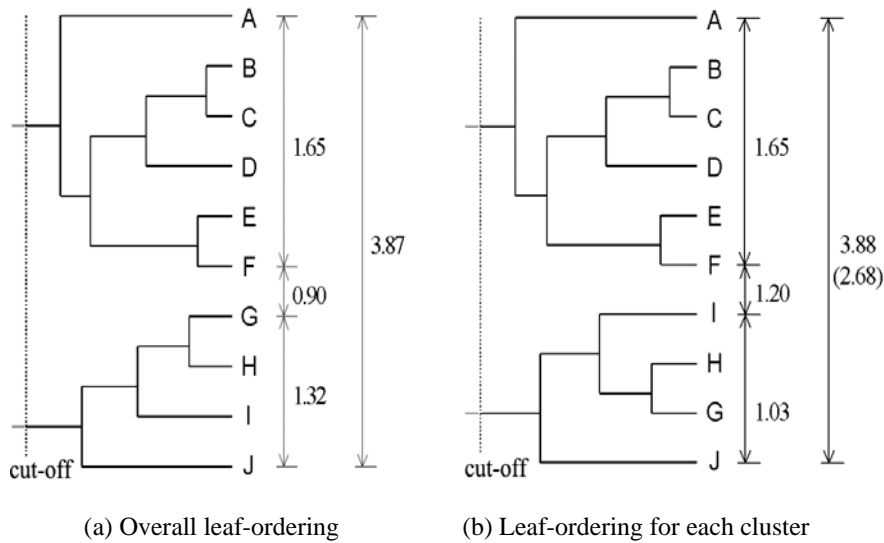 A
B
C
D
E
F
G
H
I
J
1.65
0.90
1.32
3.87
cut-off
(a) Overall leaf-ordering
A
B
C
D
E
F
I
H
G
J
1.65
1.20
1.03
3.88
(2.68)
cut-off
(b) Leaf-ordering for each cluster